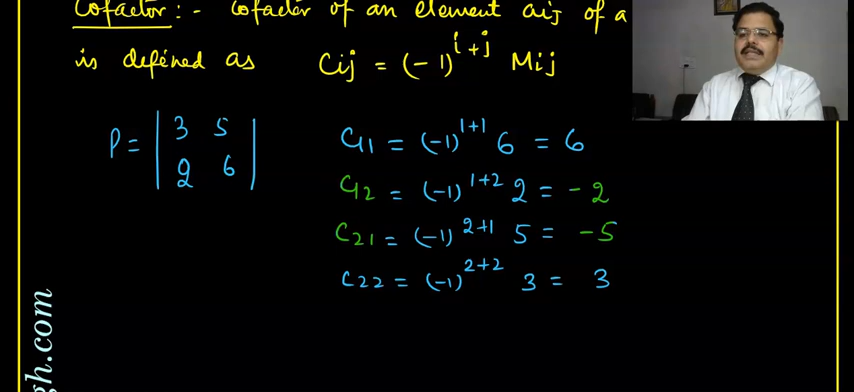 Cofactor :- Cofactor of an element aij of a
is defined as Cij = (-1)^i+j Mij
P = | 3 5 |
| 2 6 |
C11 = (-1)^1+1 6 = 6
C12 = (-1)^1+2 2 = -2
C21 = (-1)^2+1 5 = -5
C22 = (-1)^2+2 3 = 3
gh.com